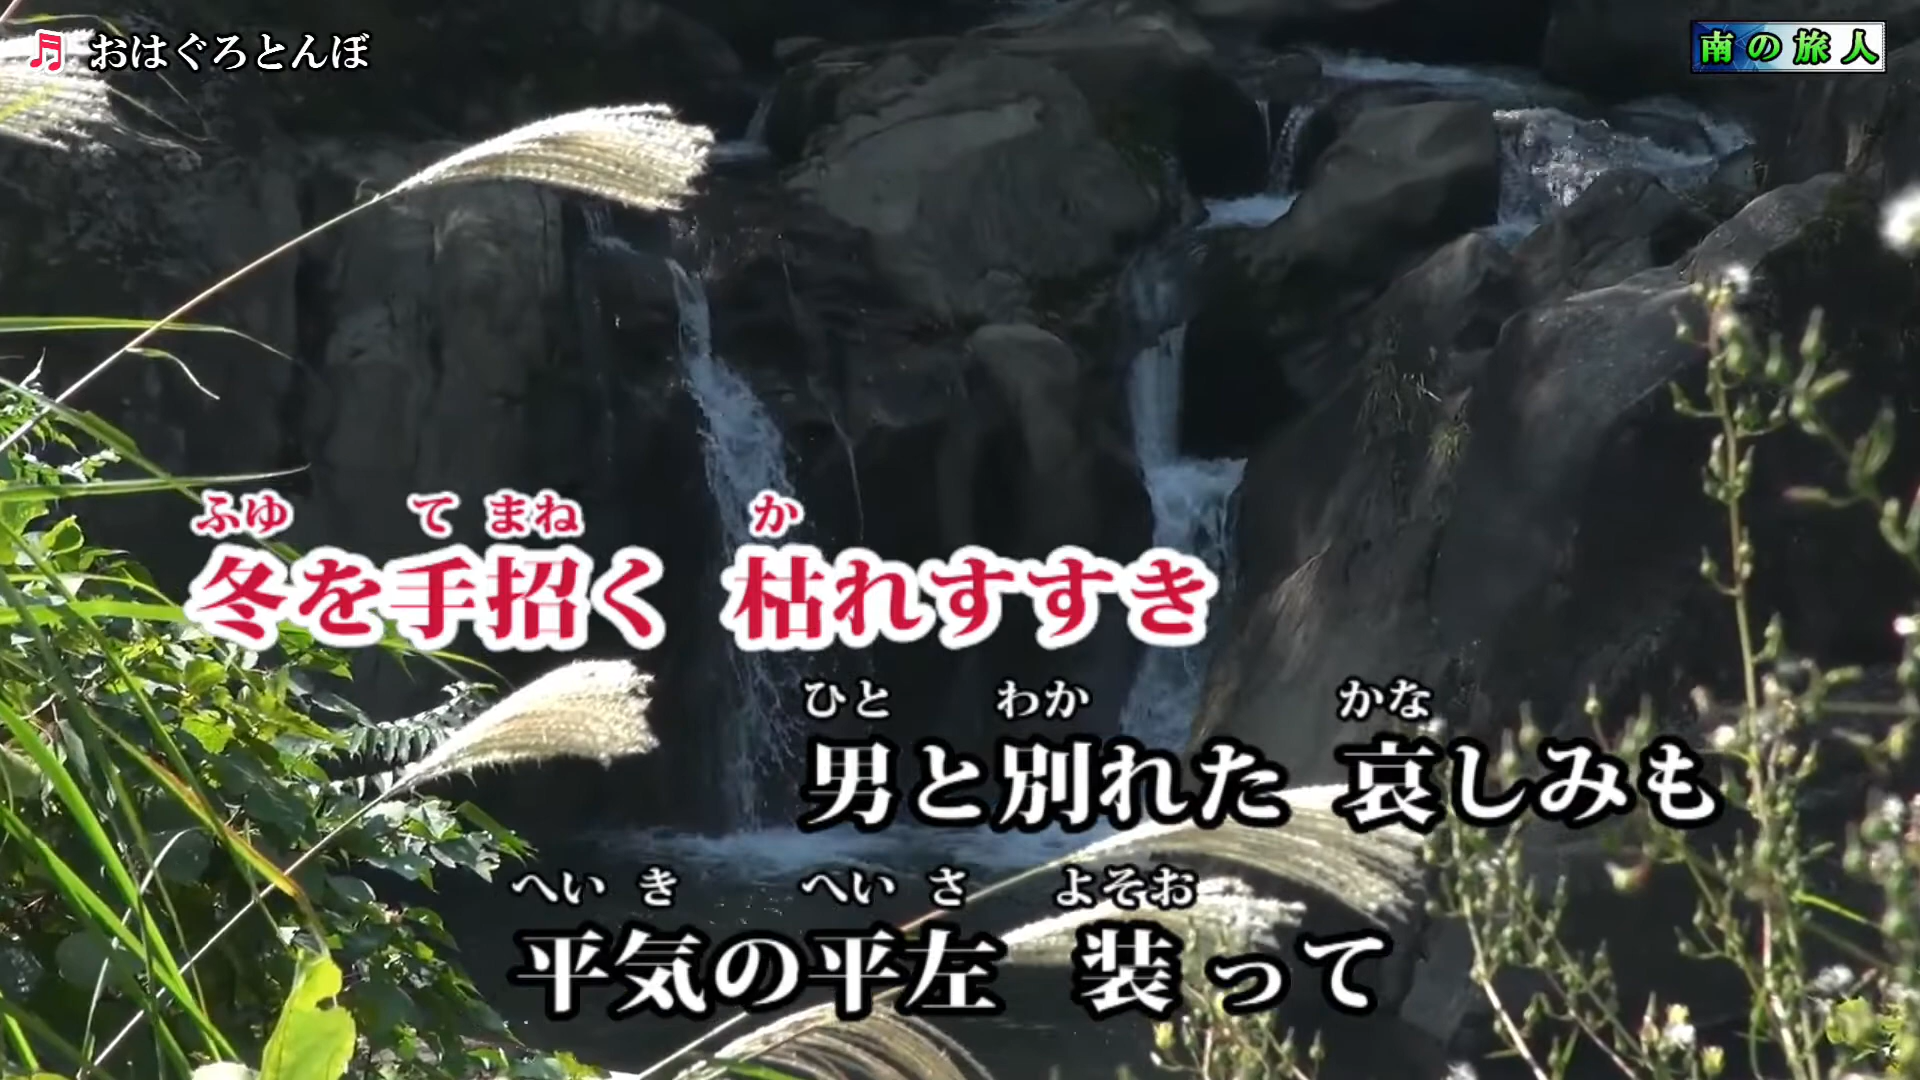 おはぐろとんぼ
南の旅人
ふゆ て まね か
冬を手招く 枯れすすき
ひと わか かな
男と別れた 哀しみも
へい き へい さ よそお
平気の平左 装って